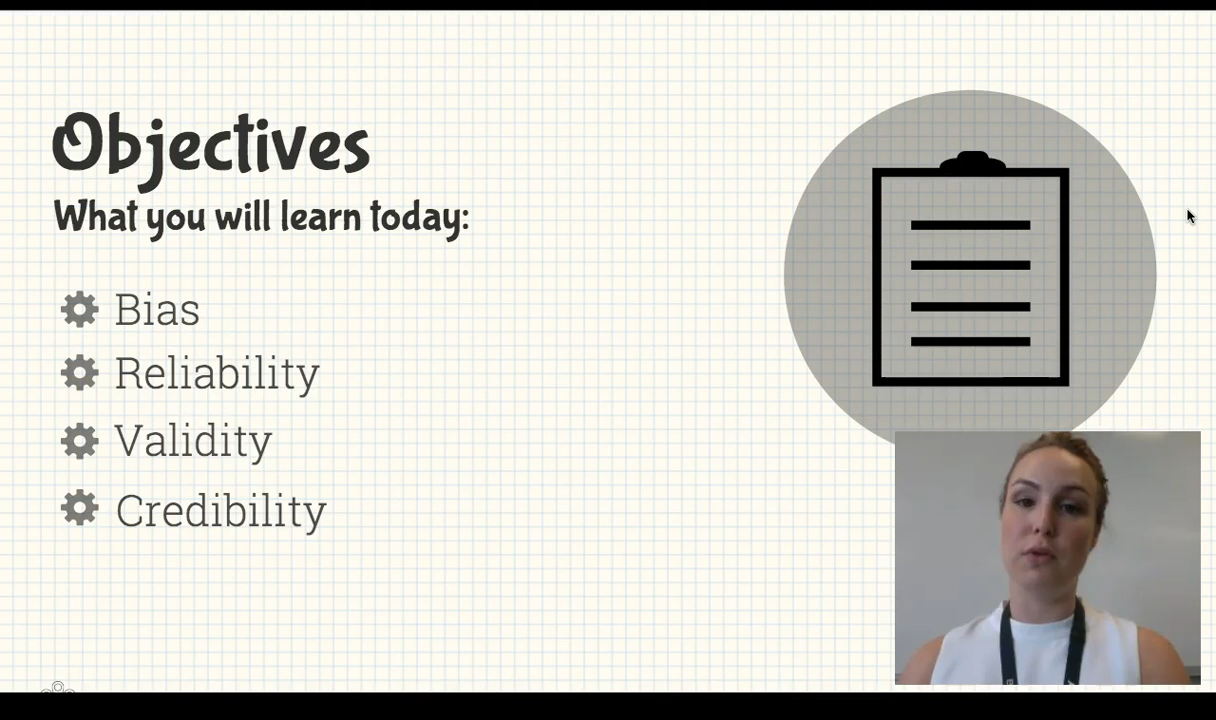 Objectives
What you will learn today:
Bias
Reliability
Validity
Credibility